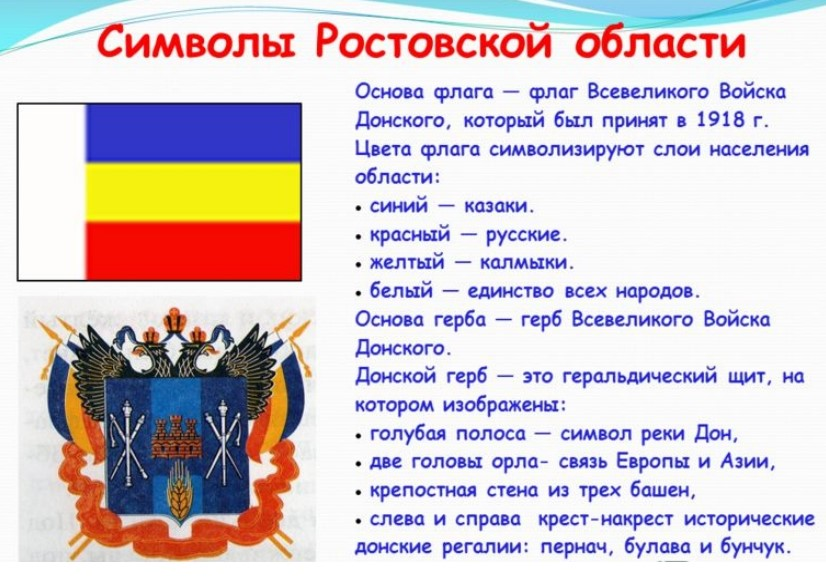 Символы Ростовской области
Основа флага — флаг Всевеликого Войска
Донского, который был принят в 1918 г.
Цвета флага символизируют слои населения
области:
• синий — казаки.
• красный — русские.
• желтый — калмыки.
• белый — единство всех народов.
Основа герба — герб Всевеликого Войска
Донского.
Донской герб — это геральдический щит, на
котором изображены:
• голубая полоса — символ реки Дон,
• две головы орла- связь Европы и Азии,
• крепостная стена из трех башен,
• слева и справа крест-накрест исторические
донские регалии: пернач, булава и бунчук.